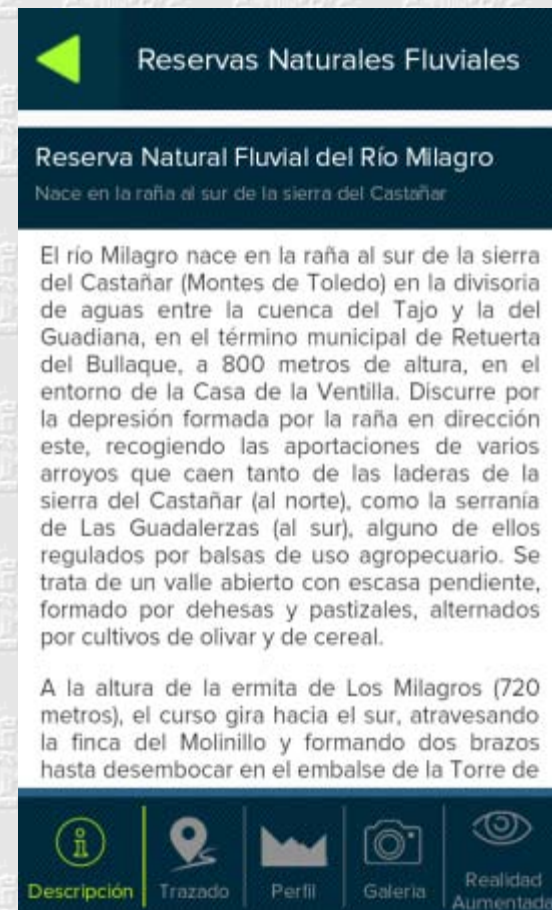 Reservas Naturales Fluviales
Reserva Natural Fluvial del Río Milagro
Nace en la raña al sur de la sierra del Castañar
El río Milagro nace en la raña al sur de la sierra
del Castañar (Montes de Toledo) en la divisoria
de aguas entre la cuenca del Tajo y la del
Guadiana, en el término municipal de Retuerta
del Bullaque, a 800 metros de altura, en el
entorno de la Casa de la Ventilla. Discurre por
la depresión formada por la raña en dirección
este, recogiendo las aportaciones de varios
arroyos que caen tanto de las laderas de la
sierra del Castañar (al norte), como la serranía
de Las Guadalerzas (al sur), alguno de ellos
regulados por balsas de uso agropecuario. Se
trata de un valle abierto con escasa pendiente,
formado por dehesas y pastizales, alternados
por cultivos de olivar y de cereal.
A la altura de la ermita de Los Milagros (720
metros), el curso gira hacia el sur, atravesando
la finca del Molinillo y formando dos brazos
hasta desembocar en el embalse de la Torre de
Descripción
Trazado
Perfil
Galeria
Realidad
Aumentada